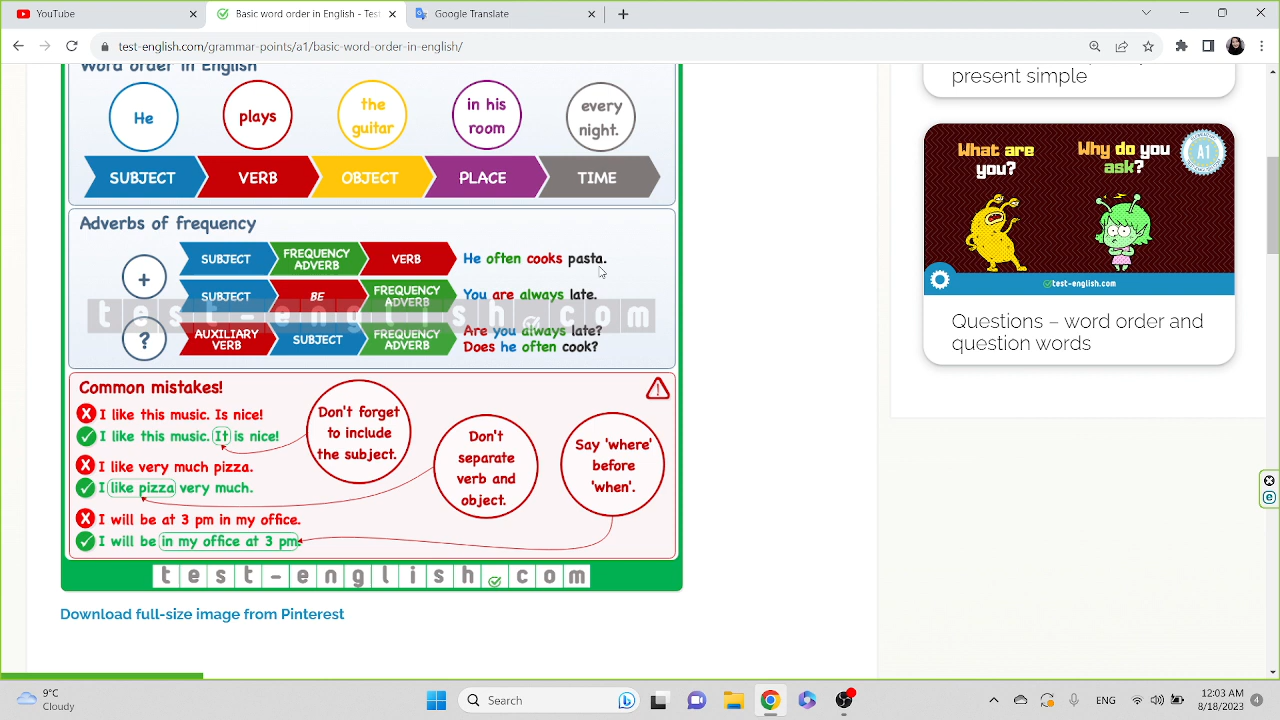 YouTube
Basic word order in English - Test
Google Translate
test-english.com/grammar-points/a1/basic-word-order-in-english/
Word order in English
He
plays
the
guitar
in his
room
every
night.
SUBJECT
VERB
OBJECT
PLACE
TIME
Adverbs of frequency
+
SUBJECT
FREQUENCY
ADVERB
VERB
He often cooks pasta.
SUBJECT
BE
FREQUENCY
ADVERB
You are always late.
test-english.com
?
AUXILIARY
VERB
SUBJECT
FREQUENCY
ADVERB
Are you always late?
Does he often cook?
Common mistakes!
X I like this music. Is nice!
I like this music. It is nice!
X I like very much pizza.
I like pizza very much.
X I will be at 3 pm in my office.
I will be in my office at 3 pm.
Don't forget
to include
the subject.
Don't
separate
verb and
object.
Say 'where'
before
'when'.
test-english.com
Download full-size image from Pinterest
present simple
What are
you?
Why do you
ask?
A1
test-english.com
Questions – word order and
question words
9°C
Cloudy
Search
ENG
12:03 AM
8/18/2023
4